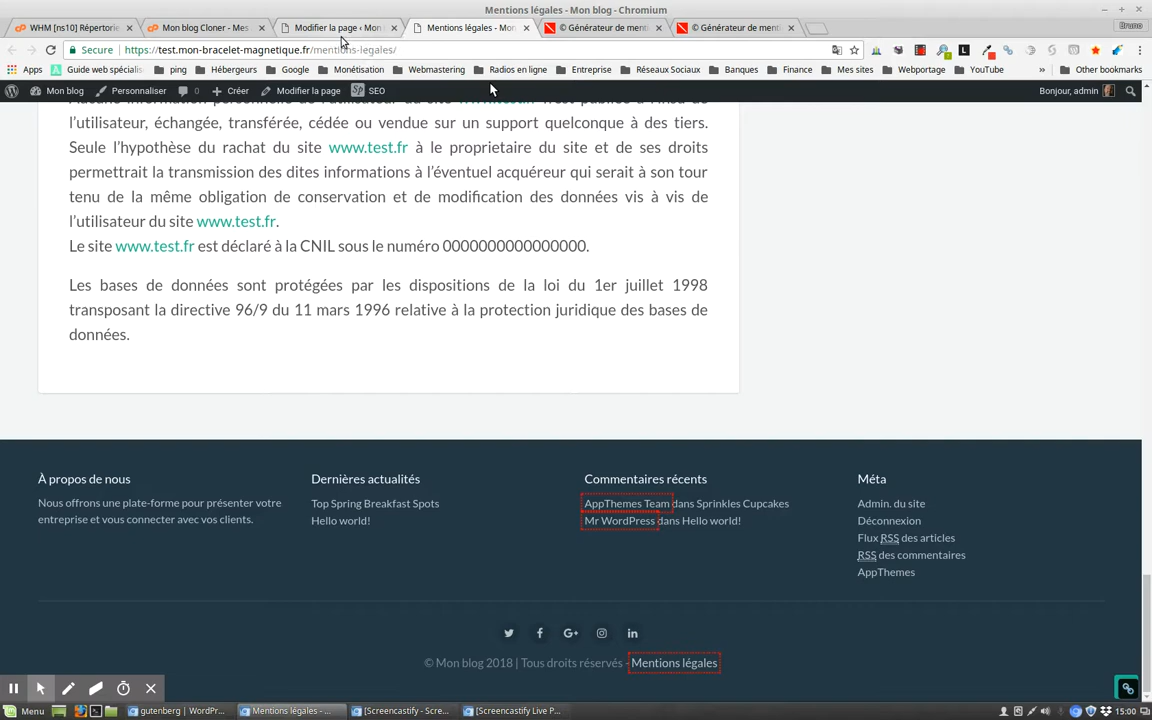 Mentions légales - Mon blog - Chromium
WHM [ns10] Répertorie
Mon blog Cloner - Mes
Modifier la page ‹ Mon
Mentions légales - Mon
© Générateur de menti
© Générateur de menti
Bruno
Secure
https://test.mon-bracelet-magnetique.fr/mentions-legales/
Apps
Guide web spécialis
ping
Hébergeurs
Google
Monétisation
Webmastering
Radios en ligne
Entreprise
Réseaux Sociaux
Banques
Finance
Mes sites
Webportage
YouTube
»
Other bookmarks
Mon blog
Personnaliser
0
Créer
Modifier la page
SEO
Bonjour, admin
l'utilisateur, échangée, transférée, cédée ou vendue sur un support quelconque à des tiers.
Seule l'hypothèse du rachat du site www.test.fr à le proprietaire du site et de ses droits
permettrait la transmission des dites informations à l'éventuel acquéreur qui serait à son tour
tenu de la même obligation de conservation et de modification des données vis à vis de
l'utilisateur du site www.test.fr.
Le site www.test.fr est déclaré à la CNIL sous le numéro 0000000000000000.
Les bases de données sont protégées par les dispositions de la loi du 1er juillet 1998
transposant la directive 96/9 du 11 mars 1996 relative à la protection juridique des bases de
données.
À propos de nous
Nous offrons une plate-forme pour présenter votre
entreprise et vous connecter avec vos clients.
Dernières actualités
Top Spring Breakfast Spots
Hello world!
Commentaires récents
AppThemes Team dans Sprinkles Cupcakes
Mr WordPress dans Hello world!
Méta
Admin. du site
Déconnexion
Flux RSS des articles
RSS des commentaires
AppThemes
© Mon blog 2018 | Tous droits réservés - Mentions légales
Menu
gutenberg | WordPr...
Mentions légales - ...
[Screencastify - Scre...
[Screencastify Live P...
15:00